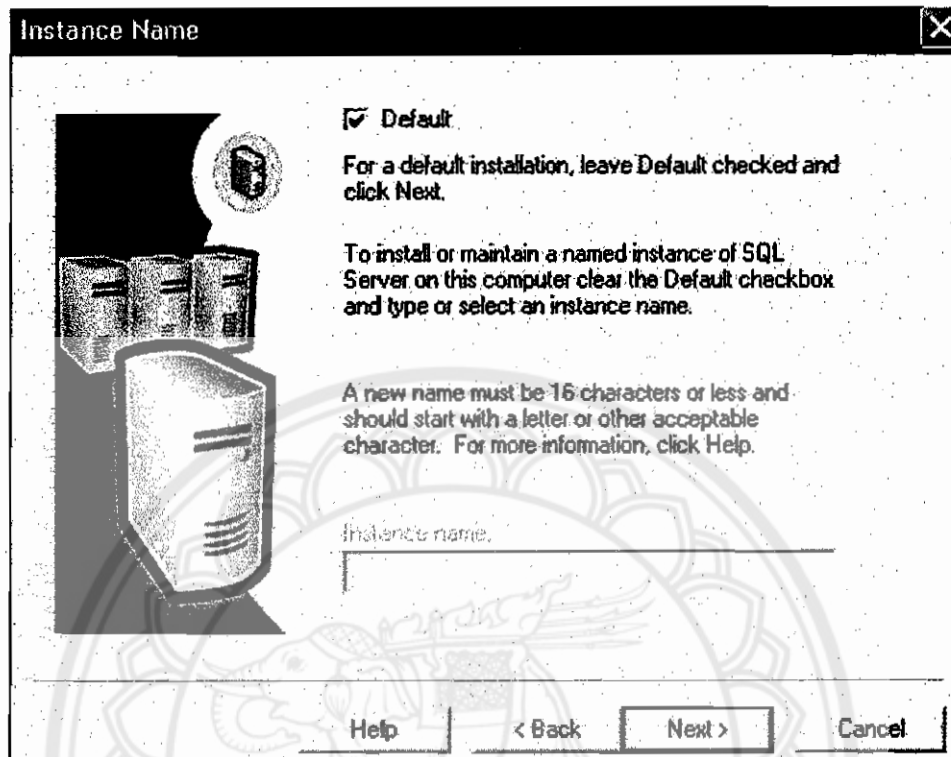 Instance Name
Default
For a default installation, leave Default checked and
click Next.
To install or maintain a named instance of SQL
Server on this computer clear the Default checkbox
and type or select an instance name.
A new name must be 16 characters or less and
should start with a letter or other acceptable
character. For more information, click Help.
Instance name:
Help
< Back
Next >
Cancel